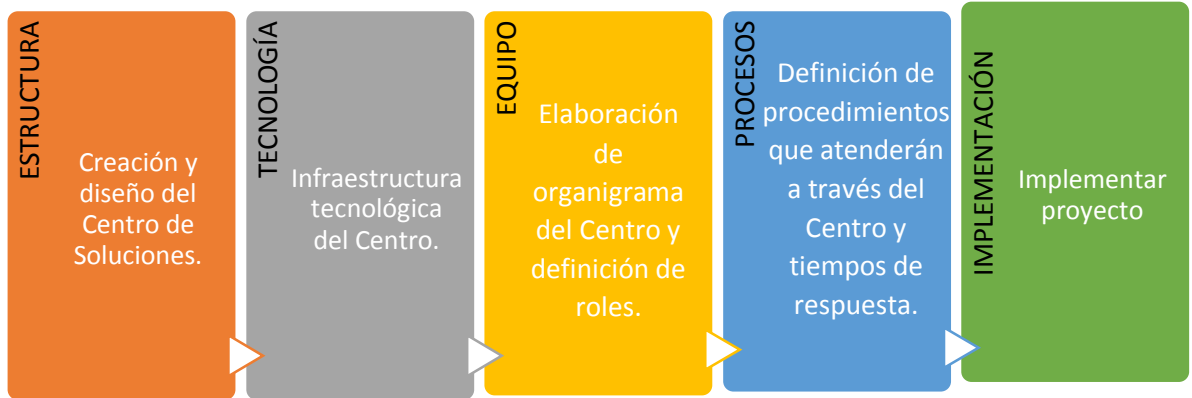 ESTRUCTURA
Creación y
diseño del
Centro de
Soluciones.
TECNOLOGÍA
Infraestructura
tecnológica
del Centro.
EQUIPO
Elaboración
de
organigrama
del Centro y
definición de
roles.
PROCESOS
Definición de
procedimientos
que atenderán
a través del
Centro y
tiempos de
respuesta.
IMPLEMENTACIÓN
Implementar
proyecto